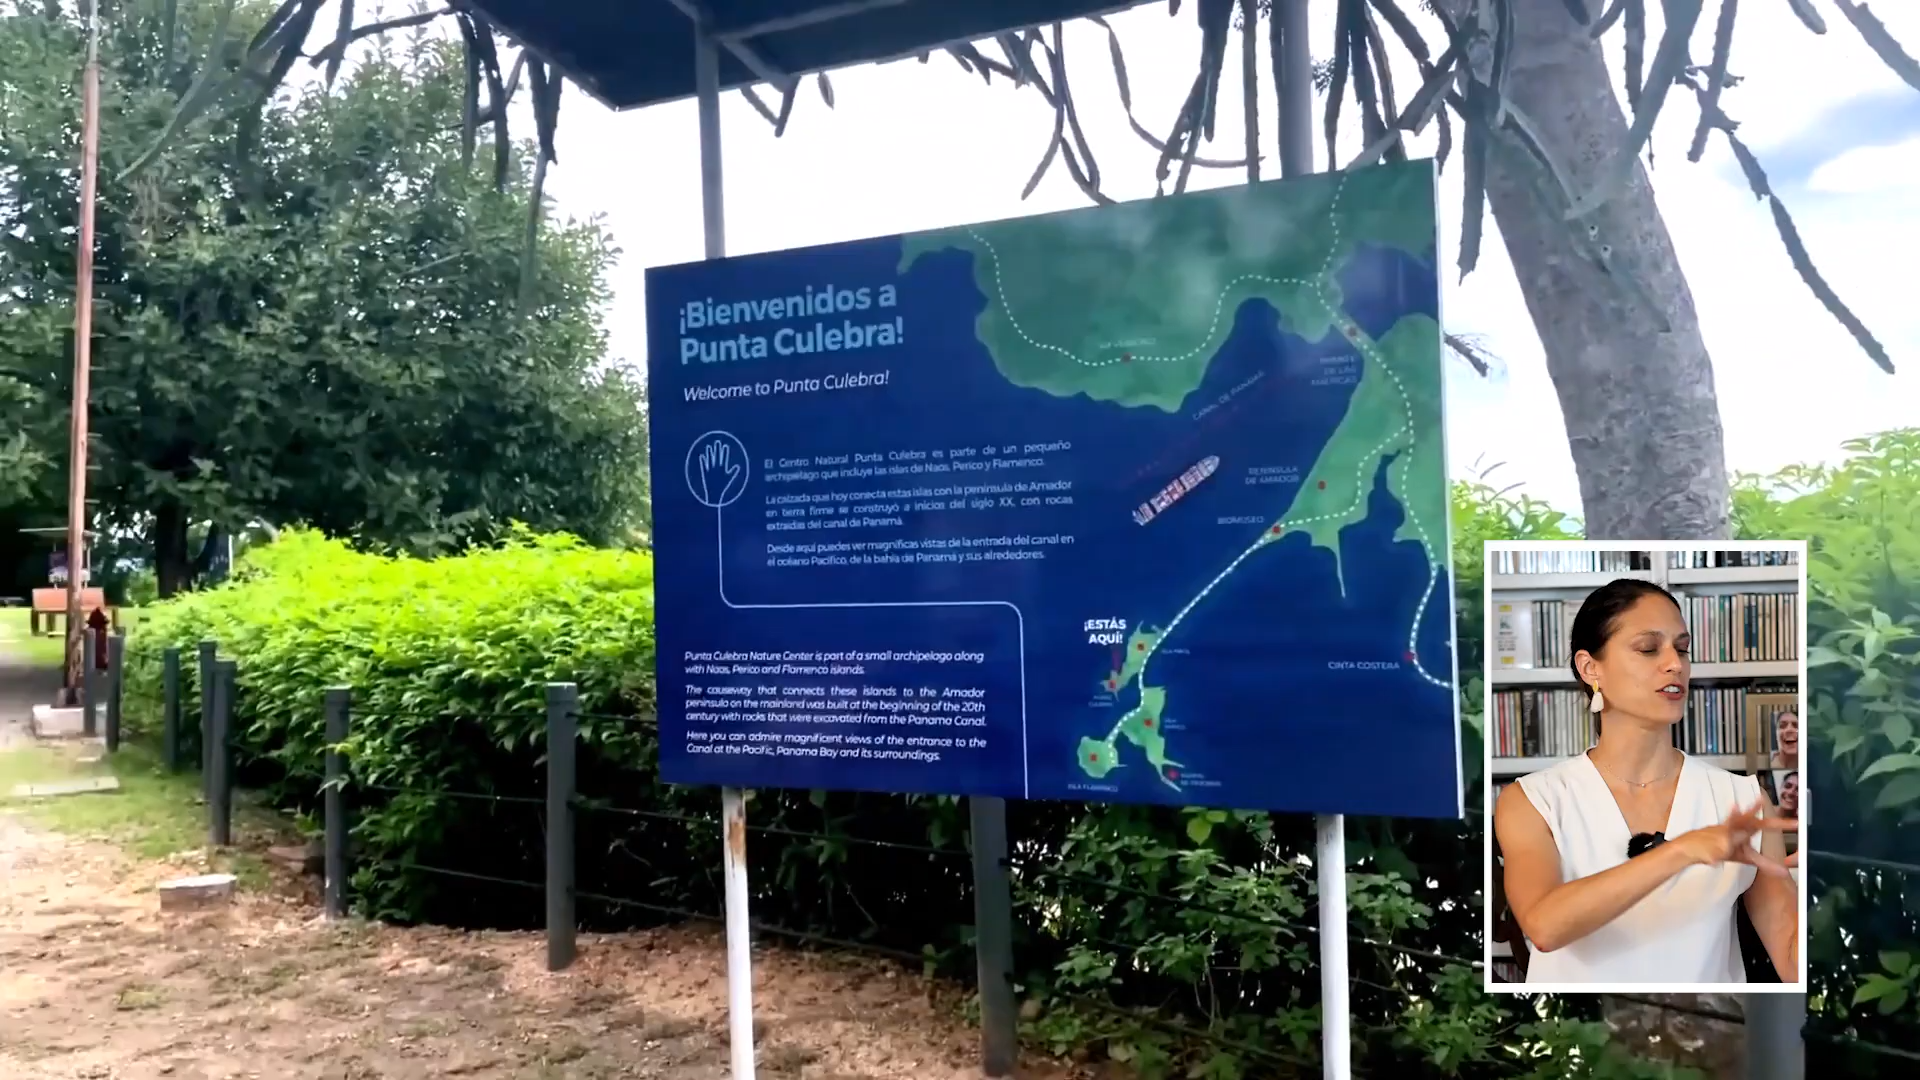 ¡Bienvenidos a
Punta Culebra!
Welcome to Punta Culebra!
El Centro Natural Punta Culebra es parte de un pequeño
archipelago que incluye las islas de Naos, Perico y Flamenco.
La calzada que hoy conecta estas islas con la península de Amador
en tierra firme se construyó a inicios del siglo XX, con rocas
extraídas del canal de Panamá.
Desde aquí puedes ver magníficas vistas de la entrada del canal en
el océano Pacífico, de la bahía de Panamá y sus alrededores.
Punta Culebra Nature Center is part of a small archipelago along
with Naos, Perico and Flamenco islands.
The causeway that connects these islands to the Amador
peninsula on the mainland was built at the beginning of the 20th
century with rocks that were excavated from the Panama Canal.
Here you can admire magnificent views of the entrance to the
Canal at the Pacific, Panama Bay and its surroundings.
CANAL DE PANAMÁ
PUENTE
DE LAS
AMÉRICAS
PENÍNSULA
DE AMADOR
BIOMUSEO
¡ESTÁS
AQUÍ!
CINTA COSTERA
ISLA FLAMENCO